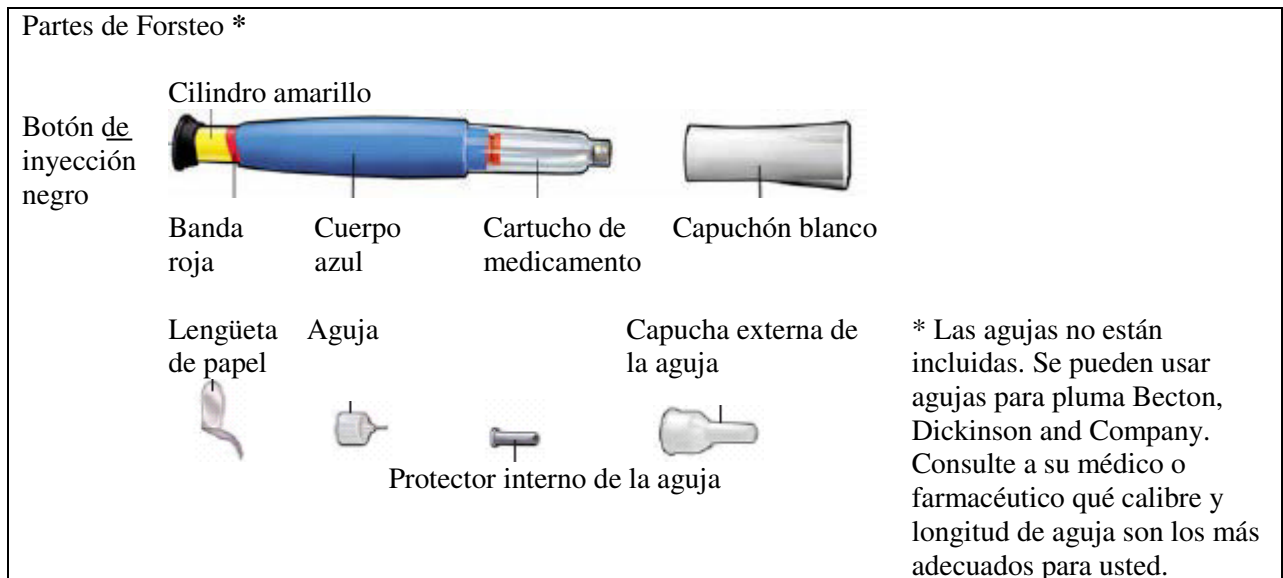 Partes de Forsteo *
Cilindro amarillo
Botón de
inyección
negro
Banda
roja
Cuerpo
azul
Cartucho de
medicamento
Capuchón blanco
Lengüeta
de papel
Aguja
Capucha externa de
la aguja
Protector interno de la aguja
* Las agujas no están
incluidas. Se pueden usar
agujas para pluma Becton,
Dickinson and Company.
Consulte a su médico o
farmacéutico qué calibre y
longitud de aguja son los más
adecuados para usted.